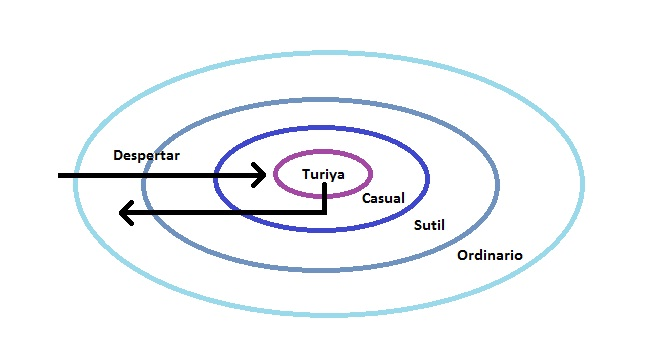 Despertar
Turiya
Casual
Sutil
Ordinario